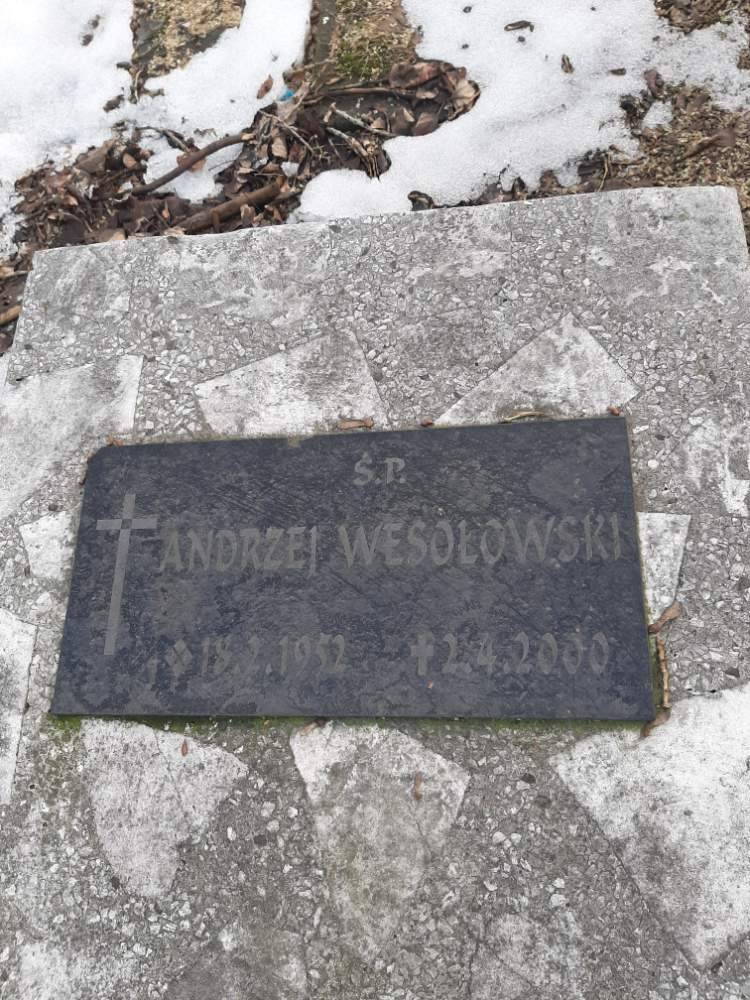 Ś.P.
ANDRZEJ WESOŁOWSKI
18.2.1952 2.4.2000